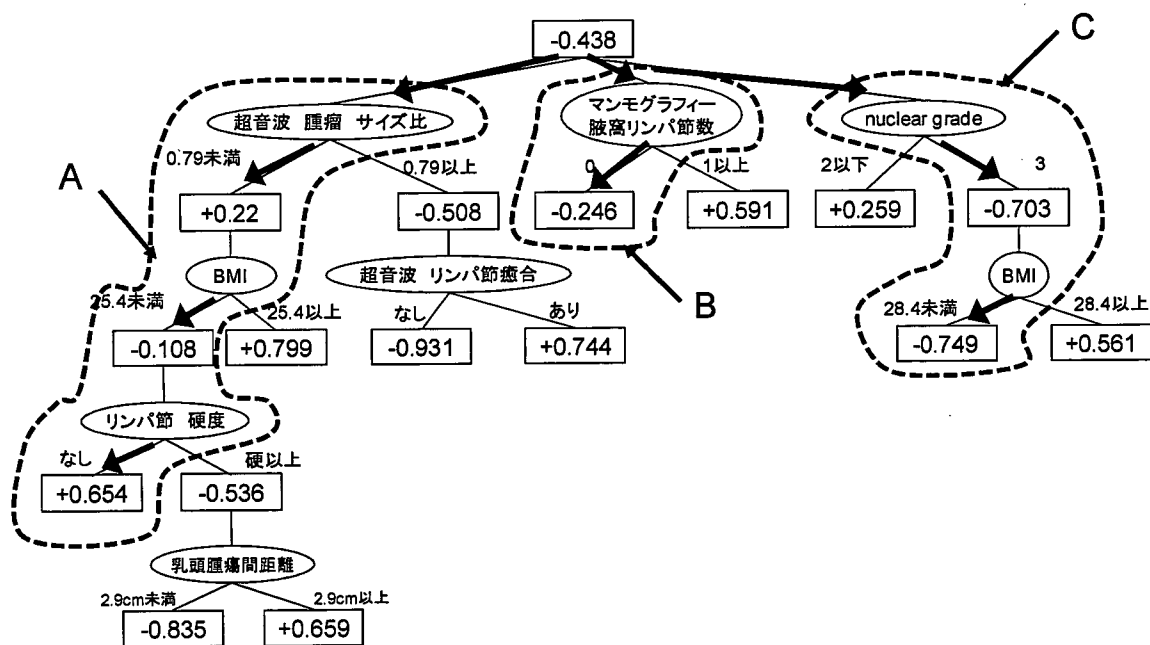 -0.438
C
超音波 腫瘤 サイズ比
マンモグラフィー
腋窩リンパ節数
nuclear grade
A
0.79未満
0.79以上
0
1以上
2以下
3
+0.22
-0.508
-0.246
+0.591
+0.259
-0.703
BMI
超音波 リンパ節癒合
B
BMI
25.4未満
25.4以上
なし
あり
28.4未満
28.4以上
-0.108
+0.799
-0.931
+0.744
-0.749
+0.561
リンパ節 硬度
なし
硬以上
+0.654
-0.536
乳頭腫瘍間距離
2.9cm未満
2.9cm以上
-0.835
+0.659